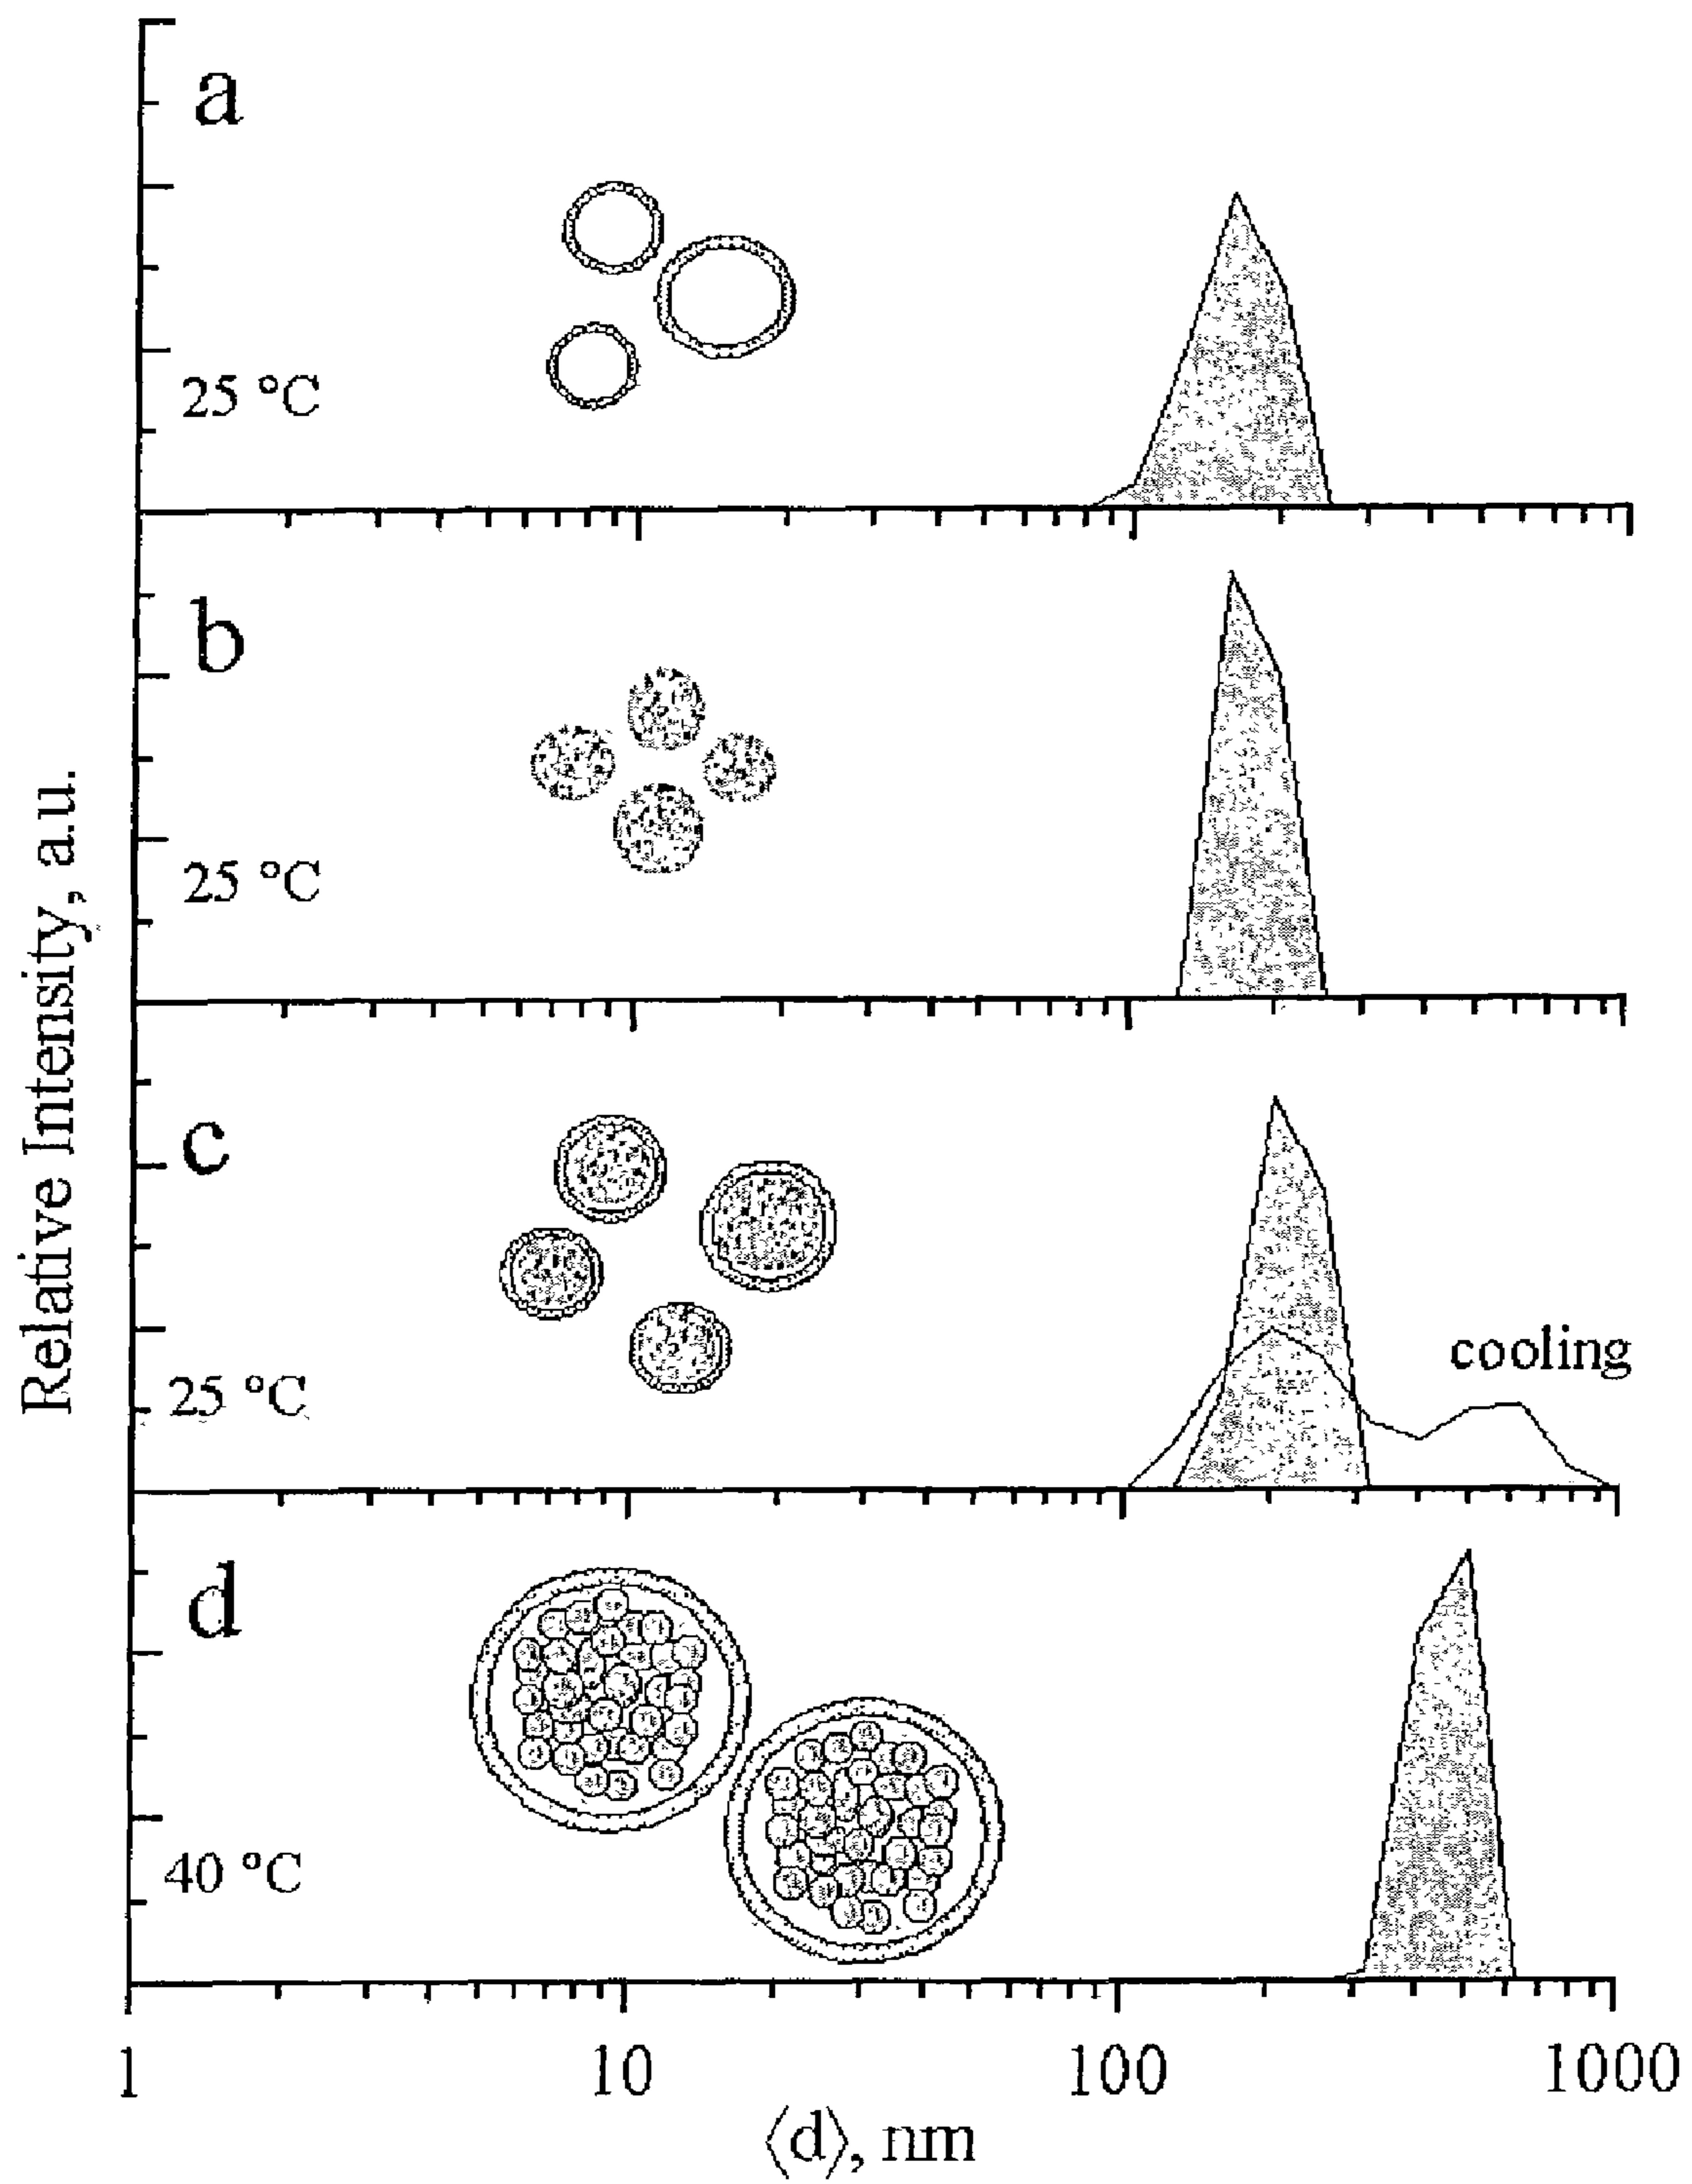 a
25 °C
b
25 °C
c
25 °C
cooling
d
40 °C
1 10 100 1000
⟨d⟩, nm
Relative Intensity, a.u.